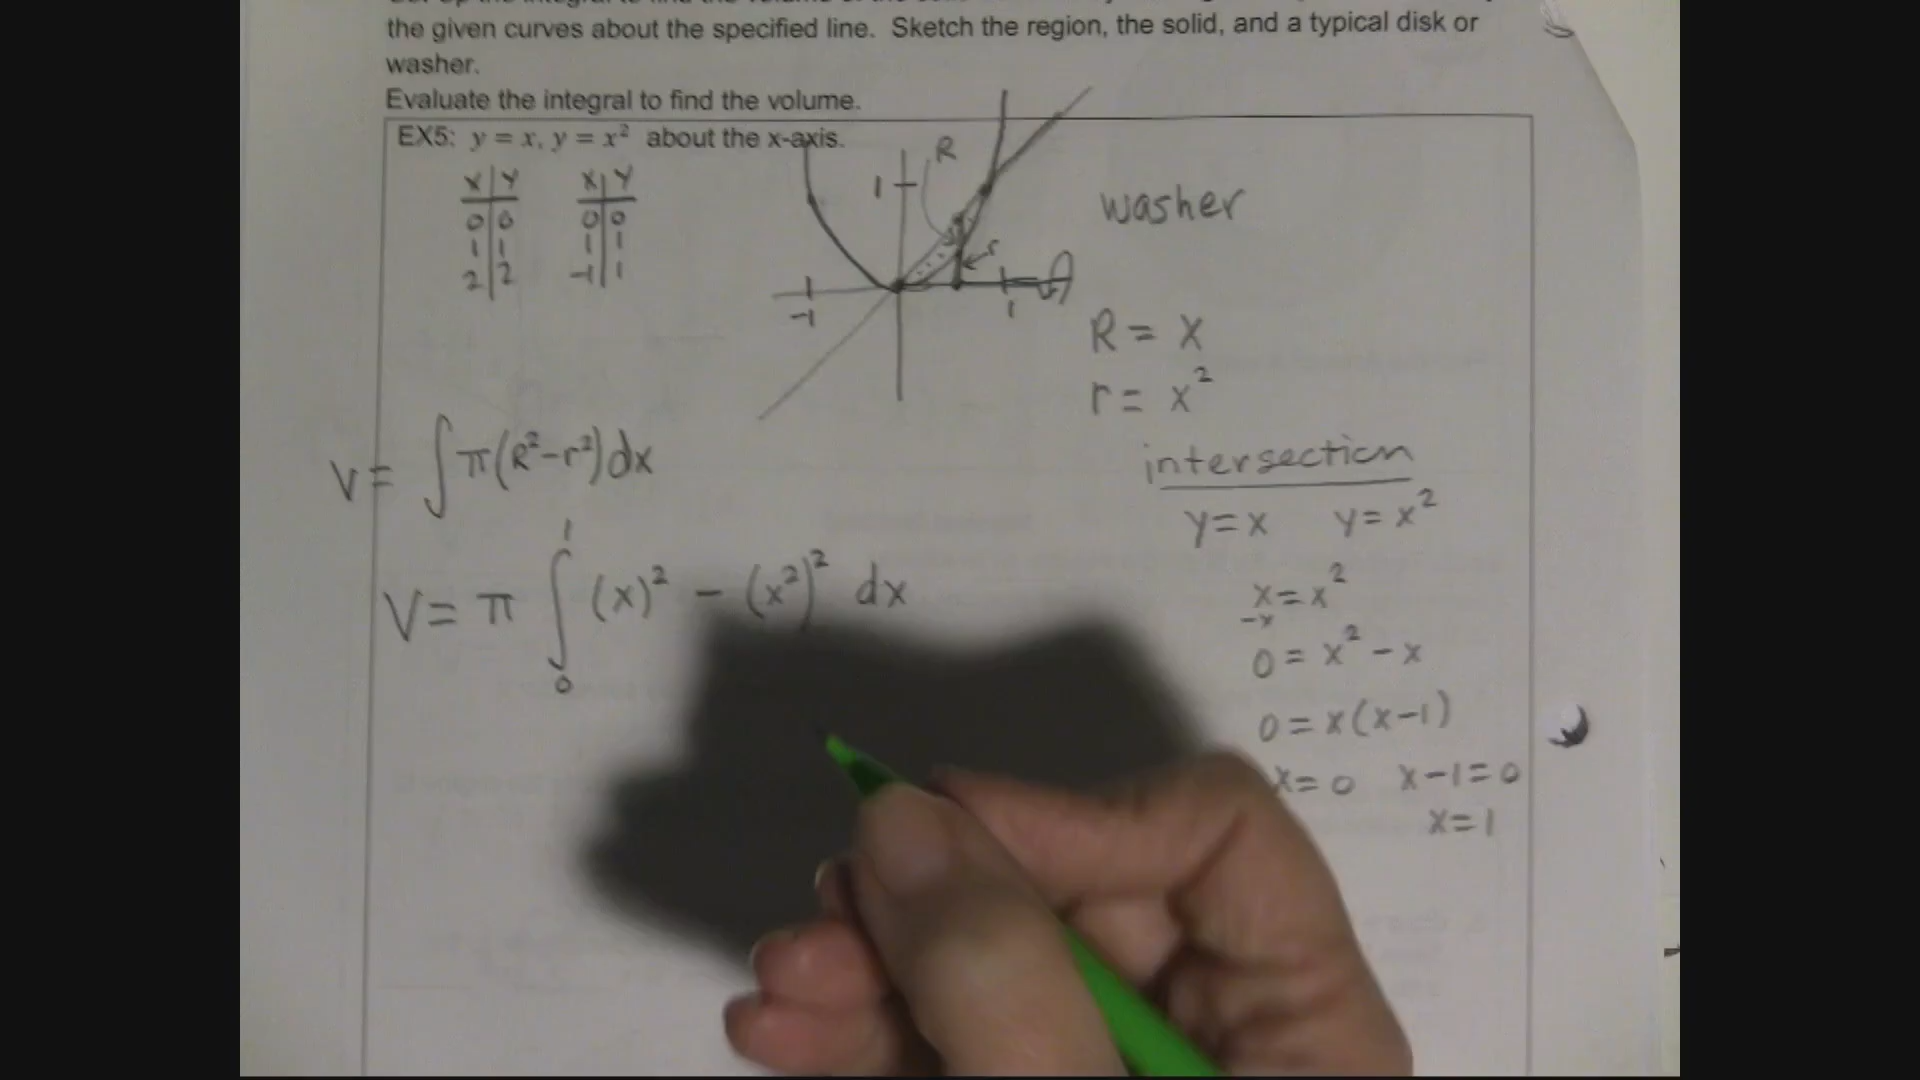 the given curves about the specified line. Sketch the region, the solid, and a typical disk or
washer.
Evaluate the integral to find the volume.
EX5: y = x, y = x² about the x-axis.
x | y
0 | 0
1 | 1
2 | 2
x | y
0 | 0
1 | 1
-1 | 1
R
1
r
-1
1
washer
R = x
r = x²
V = ∫ π(R²-r²)dx
V = π ∫₀¹ (x)² - (x²)² dx
intersection
y=x y=x²
x=x²
-x
0 = x² - x
0 = x(x-1)
x=0 x-1=0
x=1